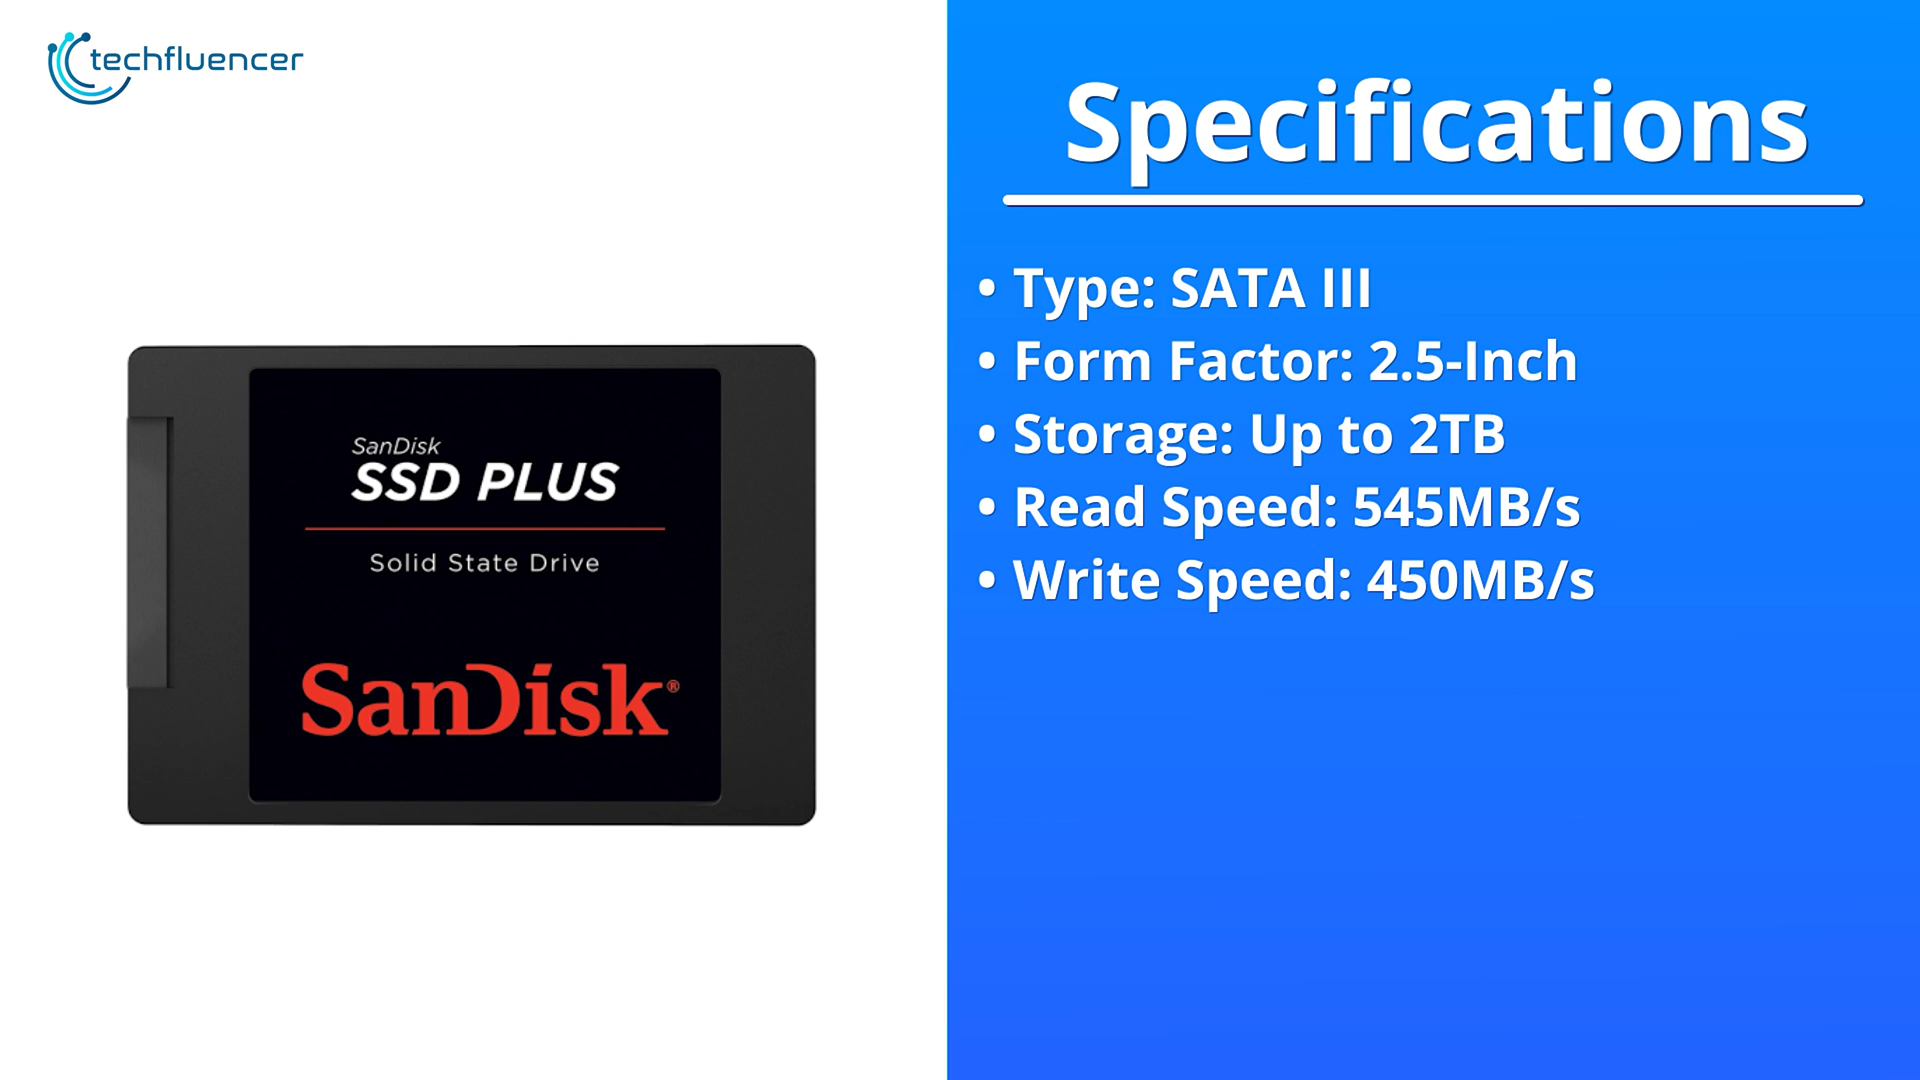 techfluencer
SanDisk
SSD PLUS
Solid State Drive
SanDisk®
Specifications
• Type: SATA III
• Form Factor: 2.5-Inch
• Storage: Up to 2TB
• Read Speed: 545MB/s
• Write Speed: 450MB/s